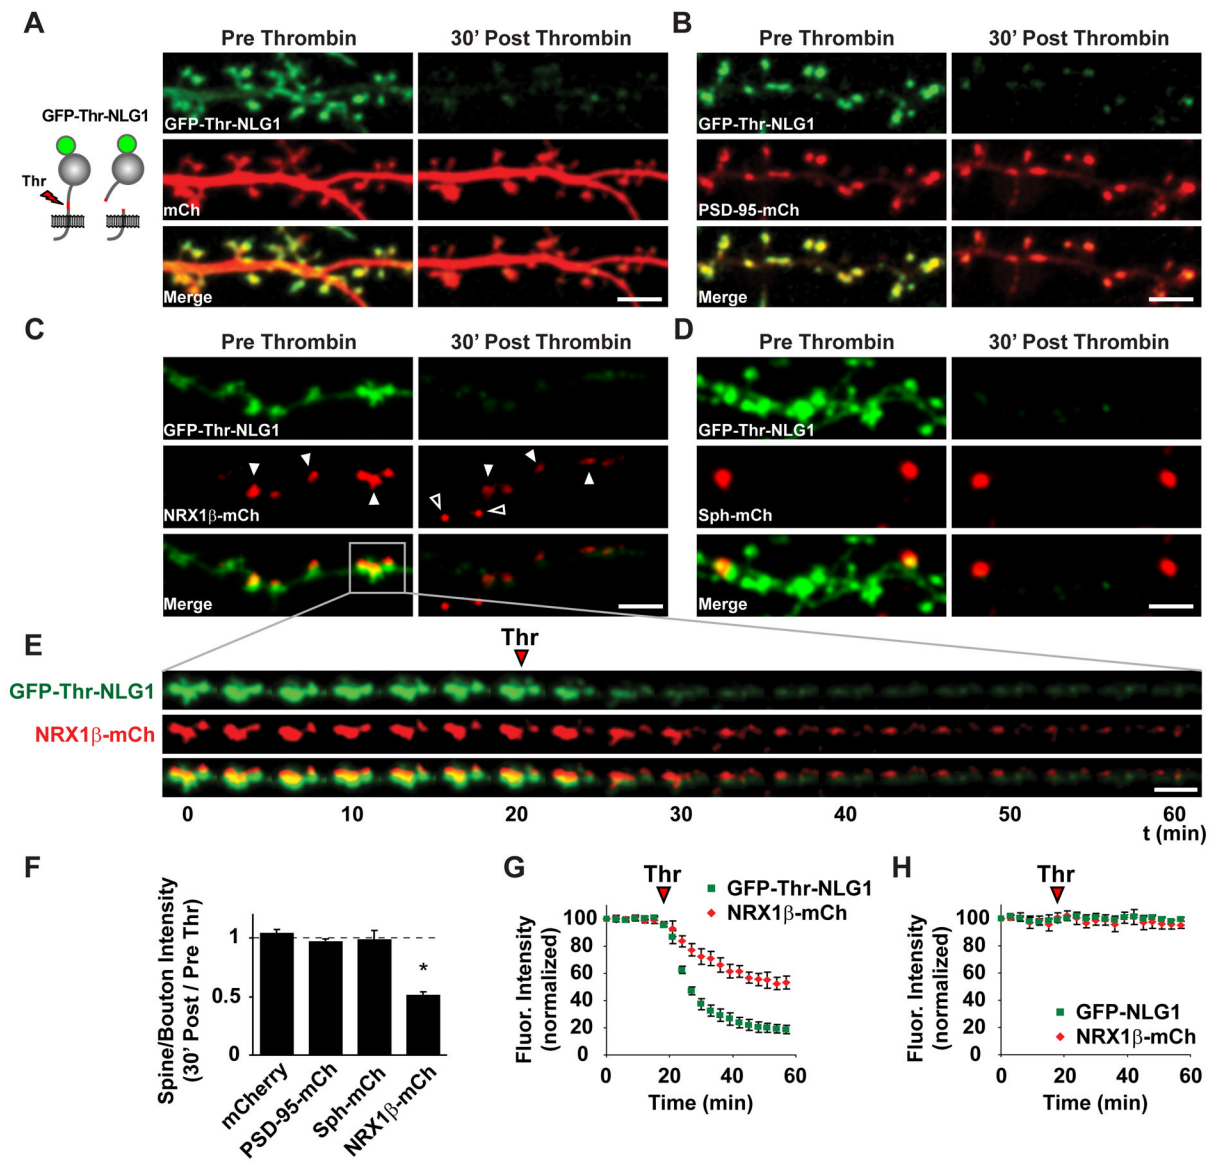 A
Pre Thrombin
30' Post Thrombin
GFP-Thr-NLG1
Thr
GFP-Thr-NLG1
mCh
Merge
B
Pre Thrombin
30' Post Thrombin
GFP-Thr-NLG1
PSD-95-mCh
Merge
C
Pre Thrombin
30' Post Thrombin
GFP-Thr-NLG1
NRX1β-mCh
Merge
D
Pre Thrombin
30' Post Thrombin
GFP-Thr-NLG1
Sph-mCh
Merge
E
Thr
GFP-Thr-NLG1
NRX1β-mCh
0 10 20 30 40 50 60
t (min)
F
Spine/Bouton Intensity
(30' Post / Pre Thr)
1
0.5
0
*
mCherry
PSD-95-mCh
Sph-mCh
NRX1β-mCh
G
Thr
GFP-Thr-NLG1
NRX1β-mCh
Fluor. Intensity
(normalized)
100
80
60
40
20
0
0 20 40 60
Time (min)
H
Thr
GFP-NLG1
NRX1β-mCh
Fluor. Intensity
(normalized)
100
80
60
40
20
0
0 20 40 60
Time (min)